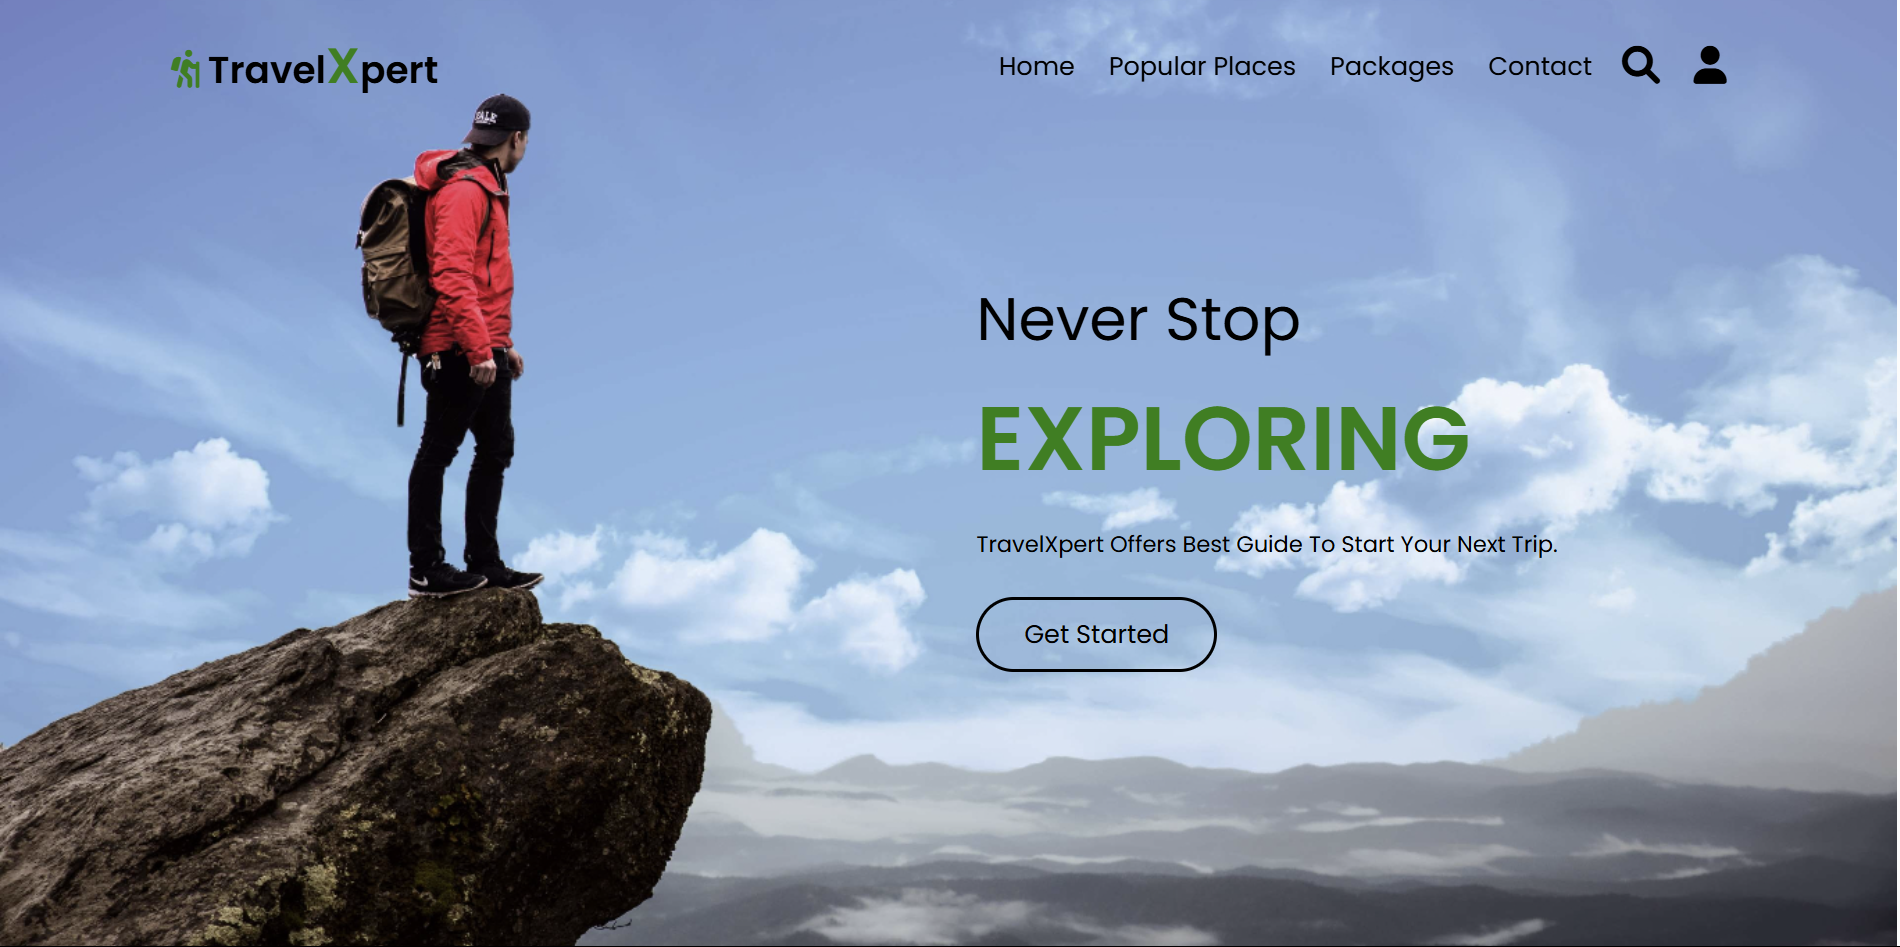 TravelXpert
Home Popular Places Packages Contact
Never Stop
EXPLORING
TravelXpert Offers Best Guide To Start Your Next Trip.
Get Started